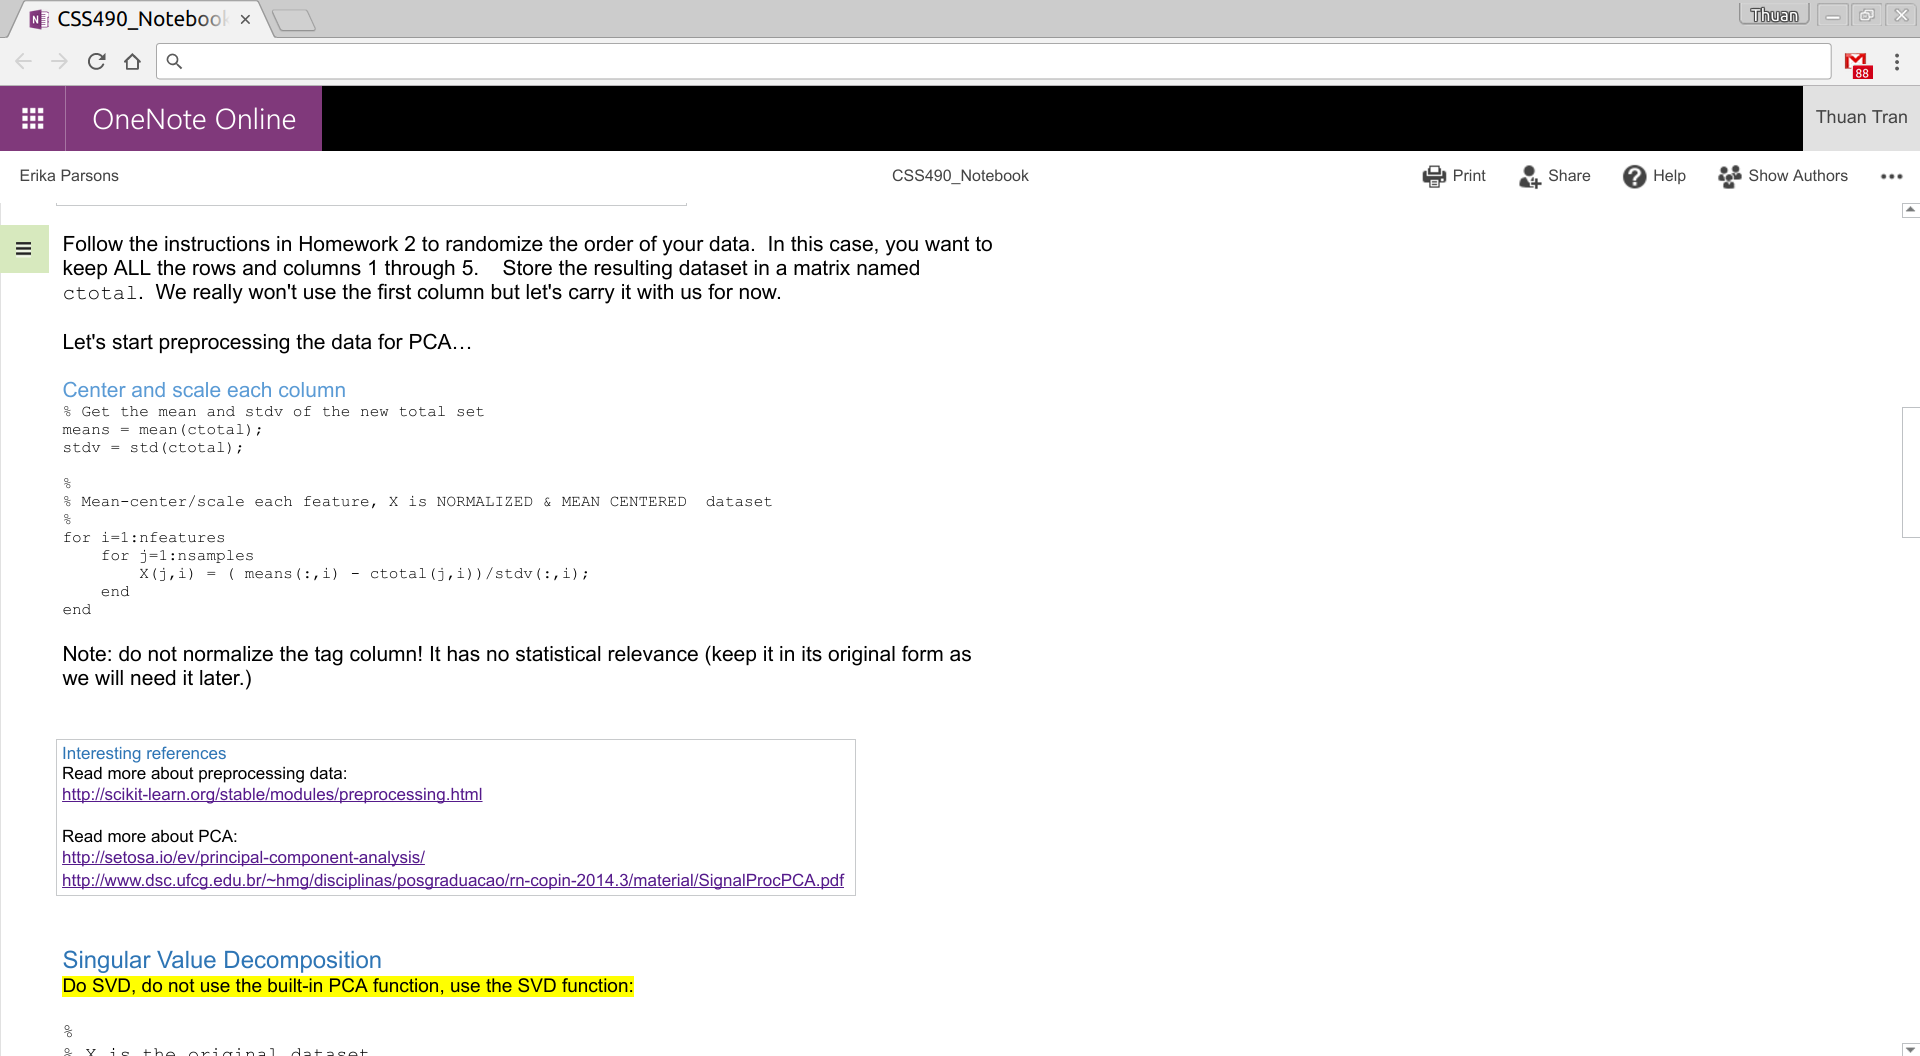 CSS490_Notebook
Thuan
88
OneNote Online
Thuan Tran
Erika Parsons
CSS490_Notebook
Print
Share
Help
Show Authors
Follow the instructions in Homework 2 to randomize the order of your data.  In this case, you want to
keep ALL the rows and columns 1 through 5.    Store the resulting dataset in a matrix named
ctotal.  We really won't use the first column but let's carry it with us for now.
Let's start preprocessing the data for PCA…
Center and scale each column
% Get the mean and stdv of the new total set
means = mean(ctotal);
stdv = std(ctotal);
%
% Mean-center/scale each feature, X is NORMALIZED & MEAN CENTERED  dataset
%
for i=1:nfeatures
    for j=1:nsamples
        X(j,i) = ( means(:,i) - ctotal(j,i))/stdv(:,i);
    end
end
Note: do not normalize the tag column! It has no statistical relevance (keep it in its original form as
we will need it later.)
Interesting references
Read more about preprocessing data:
http://scikit-learn.org/stable/modules/preprocessing.html
Read more about PCA:
http://setosa.io/ev/principal-component-analysis/
http://www.dsc.ufcg.edu.br/~hmg/disciplinas/posgraduacao/rn-copin-2014.3/material/SignalProcPCA.pdf
Singular Value Decomposition
Do SVD, do not use the built-in PCA function, use the SVD function:
%
% X is the original dataset